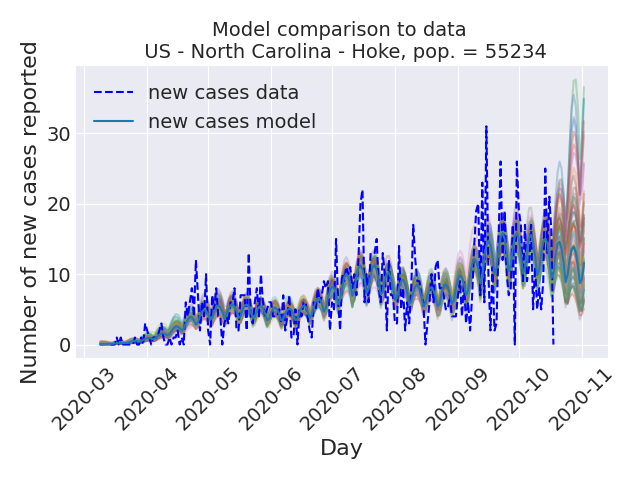 Model comparison to data
US - North Carolina - Hoke, pop. = 55234
new cases data
new cases model
Number of new cases reported
30
20
10
0
2020-03
2020-04
2020-05
2020-06
2020-07
2020-08
2020-09
2020-10
2020-11
Day